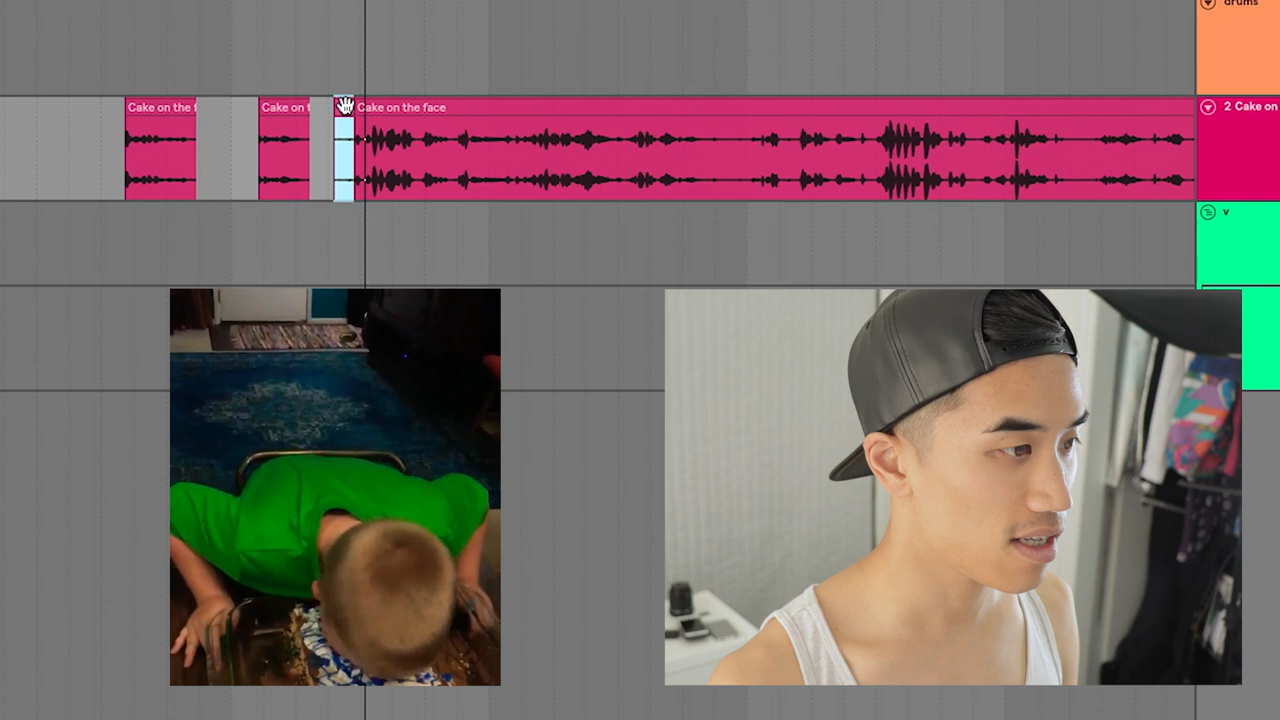 drums
Cake on the f
Cake on t
Cake on the face
2 Cake on
v